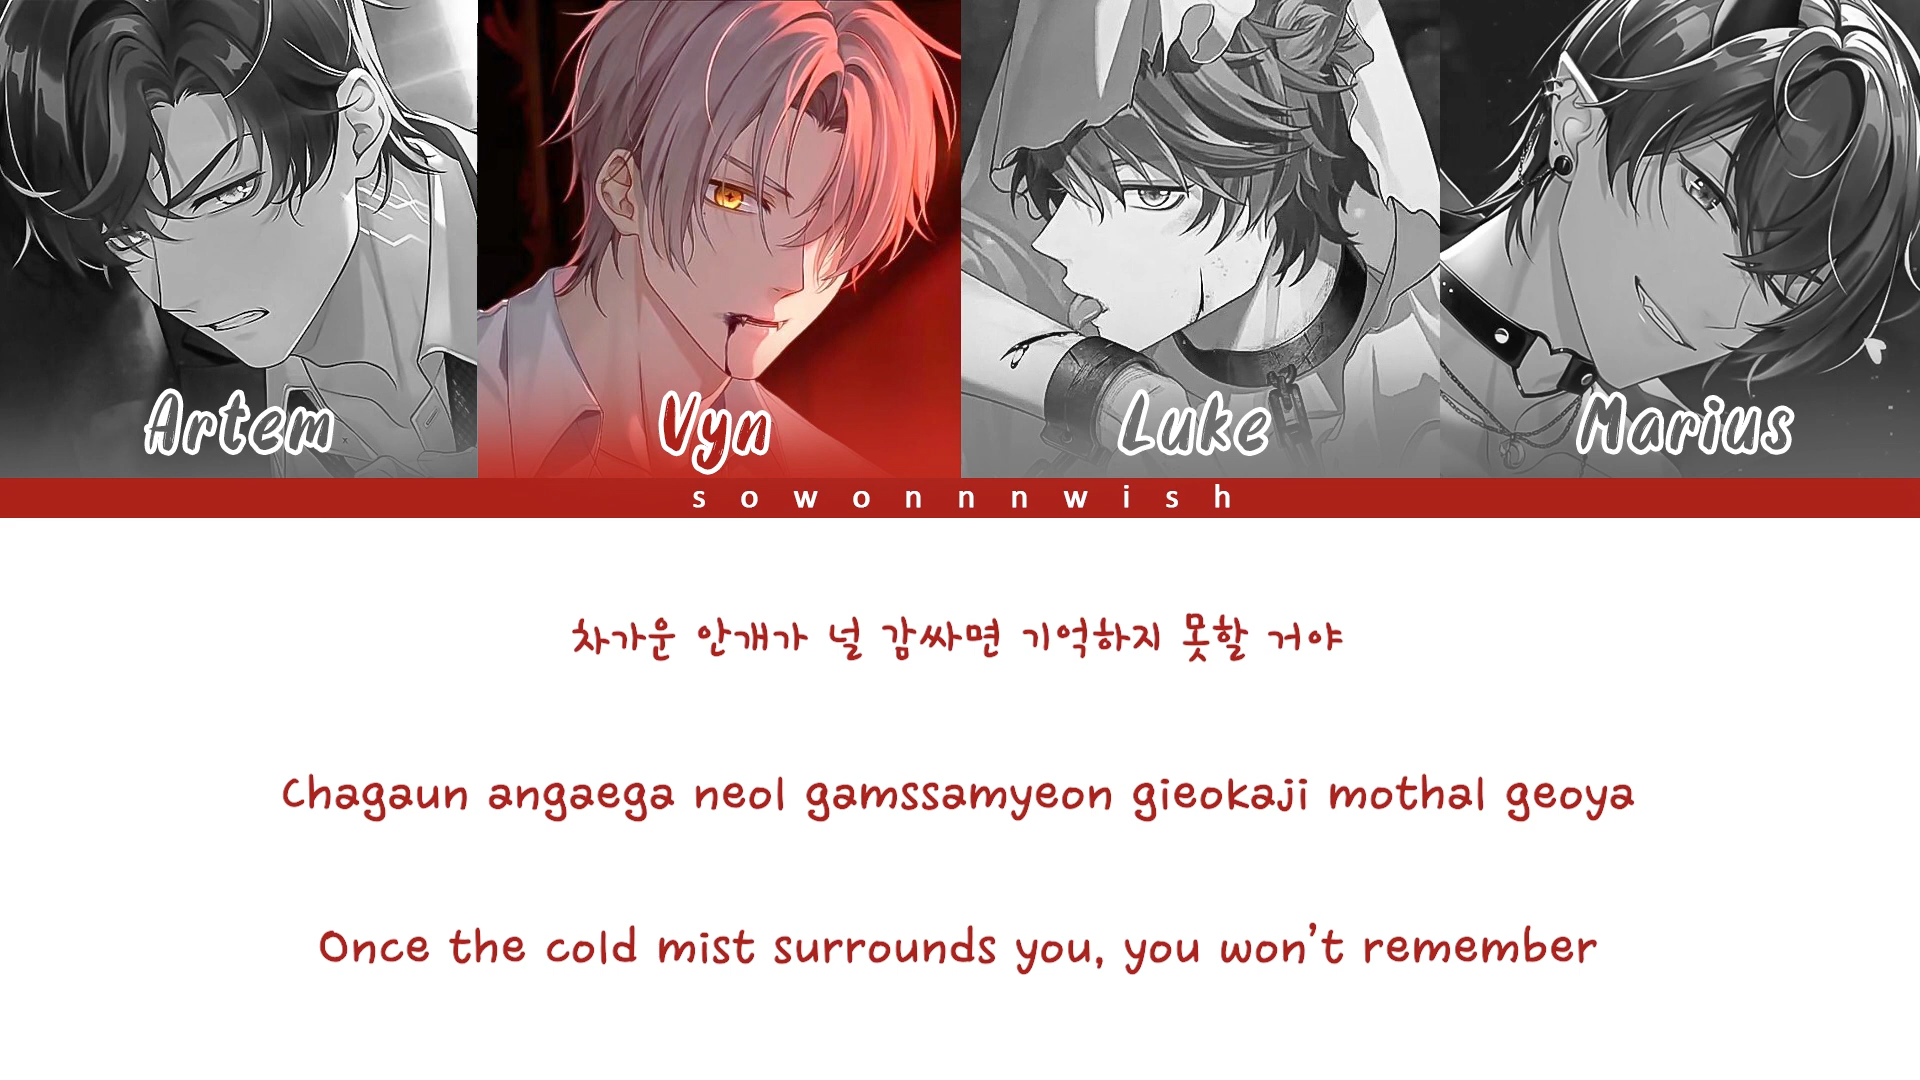 Artem Vyn Luke Marius
sowonnnwish
차가운 안개가 널 감싸면 기억하지 못할 거야
Chagaun angaega neol gamssamyeon gieokaji mothal geoya
Once the cold mist surrounds you, you won't remember